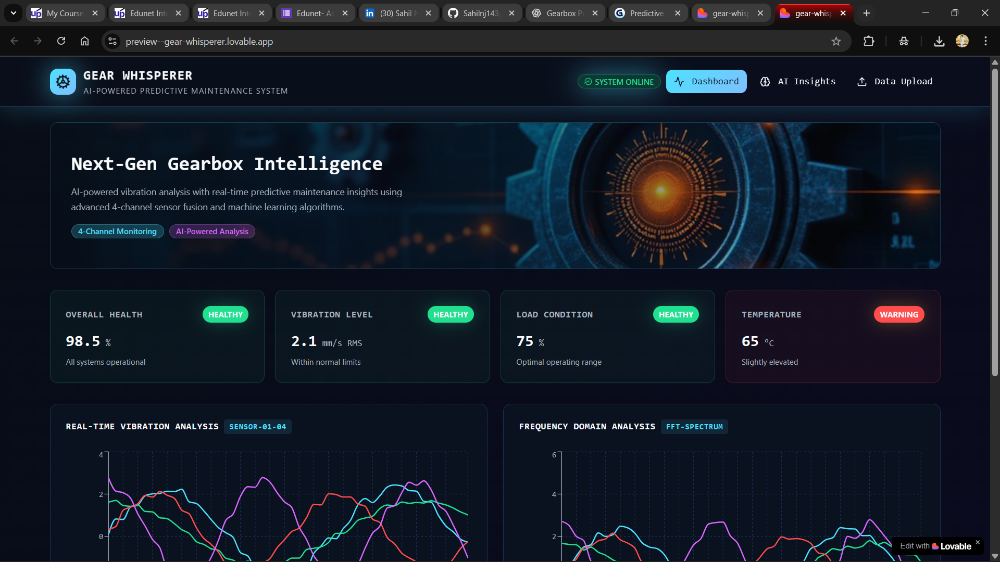 My Course
Edunet Int
Edunet Int
Edunet- As
(30) Sahil N
Sahilnj143/
Gearbox Pr
Predictive
gear-whisp
gear-whisp
preview--gear-whisperer.lovable.app
GEAR WHISPERER
AI-POWERED PREDICTIVE MAINTENANCE SYSTEM
SYSTEM ONLINE
Dashboard
AI Insights
Data Upload
Next-Gen Gearbox Intelligence
AI-powered vibration analysis with real-time predictive maintenance insights using
advanced 4-channel sensor fusion and machine learning algorithms.
4-Channel Monitoring
AI-Powered Analysis
OVERALL HEALTH
HEALTHY
98.5 %
All systems operational
VIBRATION LEVEL
HEALTHY
2.1 mm/s RMS
Within normal limits
LOAD CONDITION
HEALTHY
75 %
Optimal operating range
TEMPERATURE
WARNING
65 °C
Slightly elevated
REAL-TIME VIBRATION ANALYSIS SENSOR-01-04
4
2
0
FREQUENCY DOMAIN ANALYSIS FFT-SPECTRUM
6
4
2
Edit with Lovable